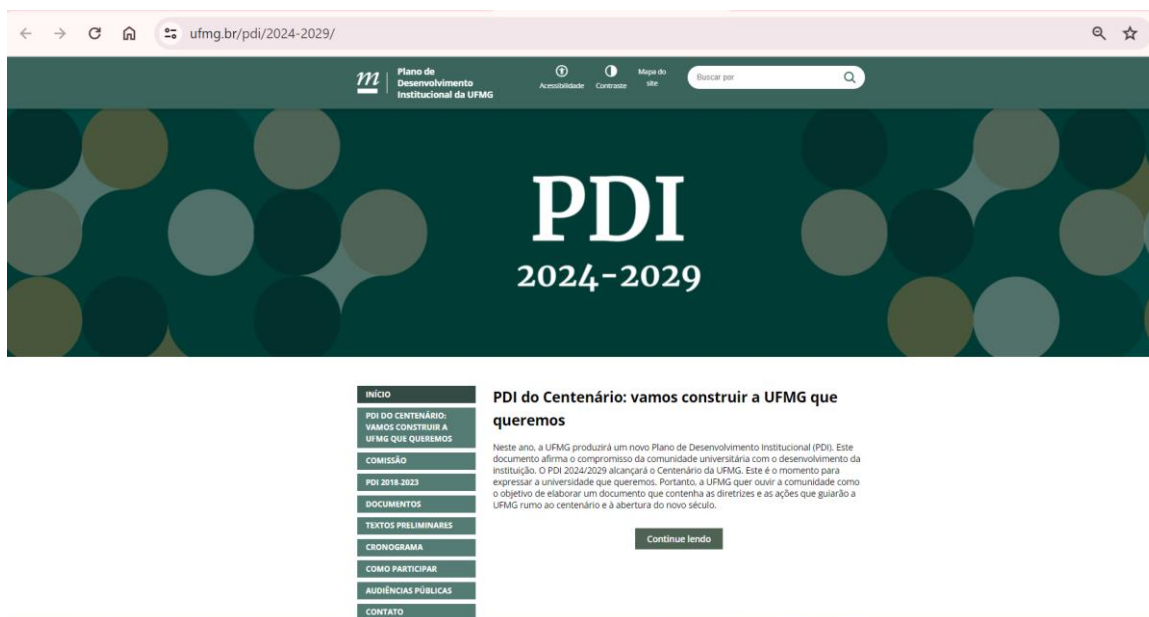 ufmg.br/pdi/2024-2029/
m
Plano de
Desenvolvimento
Institucional da UFMG
Acessibilidade
Contraste
Mapa do
site
Buscar por
PDI
2024-2029
INÍCIO
PDI DO CENTENÁRIO:
VAMOS CONSTRUIR A
UFMG QUE QUEREMOS
COMISSÃO
PDI 2018-2023
DOCUMENTOS
TEXTOS PRELIMINARES
CRONOGRAMA
COMO PARTICIPAR
AUDIÊNCIAS PÚBLICAS
CONTATO
PDI do Centenário: vamos construir a UFMG que
queremos
Neste ano, a UFMG produzirá um novo Plano de Desenvolvimento Institucional (PDI). Este
documento afirma o compromisso da comunidade universitária com o desenvolvimento da
instituição. O PDI 2024/2029 alcançará o Centenário da UFMG. Este é o momento para
expressar a universidade que queremos. Portanto, a UFMG quer ouvir a comunidade como
o objetivo de elaborar um documento que contenha as diretrizes e as ações que guiarão a
UFMG rumo ao centenário e à abertura do novo século.
Continue lendo